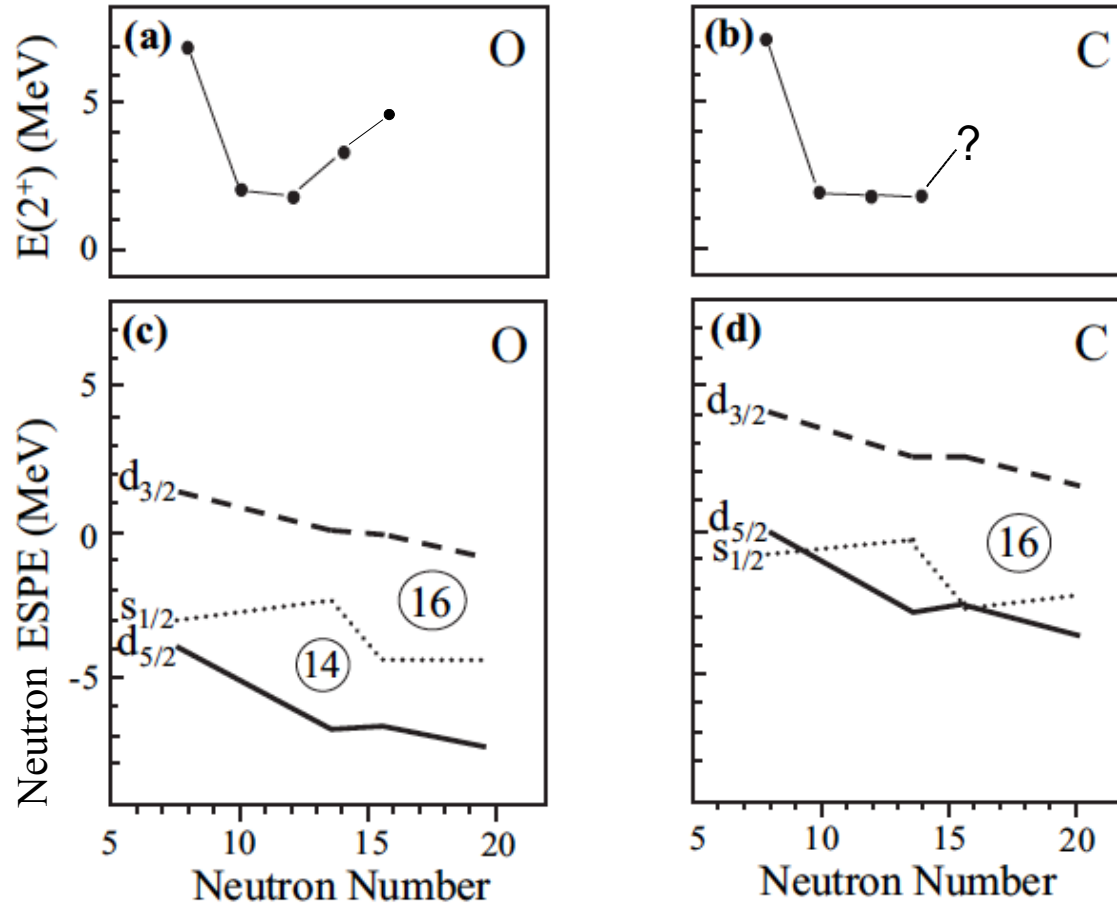 (a) O
(b) C
E(2⁺) (MeV)
5
0
?
(c) O
(d) C
Neutron ESPE (MeV)
5
0
-5
d3/2
s1/2
d5/2
14
16
d3/2
d5/2
s1/2
16
5 10 15 20
5 10 15 20
Neutron Number
Neutron Number